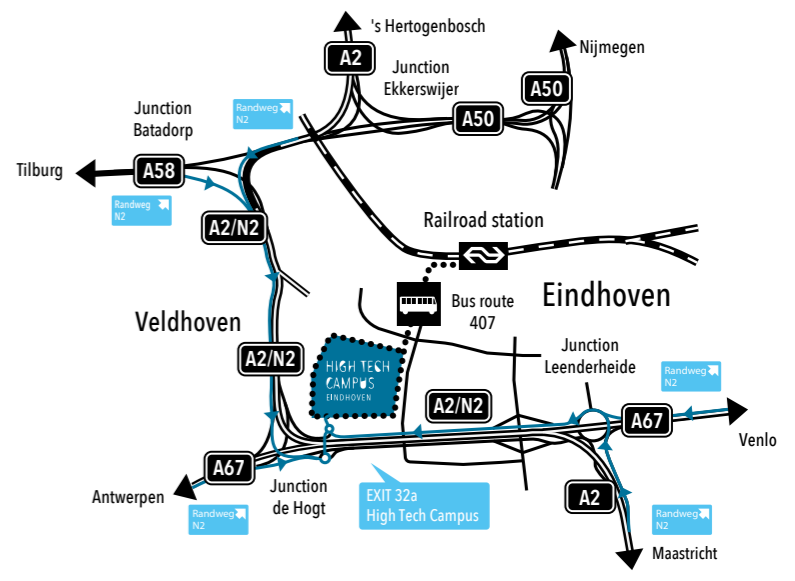 's Hertogenbosch
A2
Junction
Ekkerswijer
Nijmegen
A50
A50
Junction
Batadorp
Randweg
N2
Tilburg
A58
Randweg
N2
A2/N2
Railroad station
Bus route
407
Eindhoven
Veldhoven
A2/N2
HIGH TECH
CAMPUS
EINDHOVEN
Junction
Leenderheide
Randweg
N2
A2/N2
A67
Venlo
A67
Antwerpen
Junction
de Hogt
Randweg
N2
EXIT 32a
High Tech Campus
A2
Randweg
N2
Maastricht